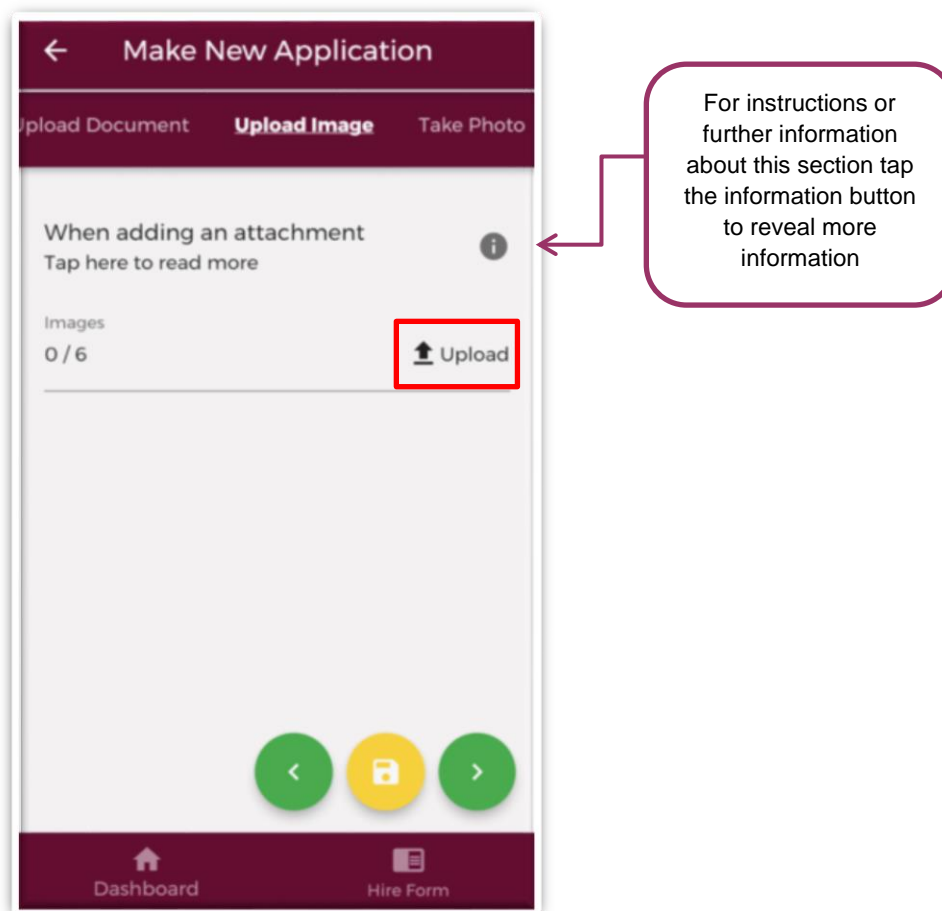 Make New Application
Upload Document Upload Image Take Photo
When adding an attachment
Tap here to read more
Images
0 / 6
Upload
Dashboard Hire Form
For instructions or
further information
about this section tap
the information button
to reveal more
information